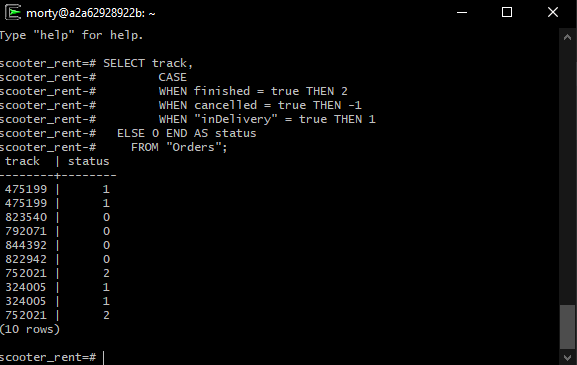 morty@a2a62928922b: ~
Type "help" for help.
scooter_rent=# SELECT track,
scooter_rent-# CASE
scooter_rent-# WHEN finished = true THEN 2
scooter_rent-# WHEN cancelled = true THEN -1
scooter_rent-# WHEN "inDelivery" = true THEN 1
scooter_rent-# ELSE 0 END AS status
scooter_rent-# FROM "Orders";
track | status
--------+--------
475199 | 1
475199 | 1
823540 | 0
792071 | 0
844392 | 0
822942 | 0
752021 | 2
324005 | 1
324005 | 1
752021 | 2
(10 rows)
scooter_rent=#